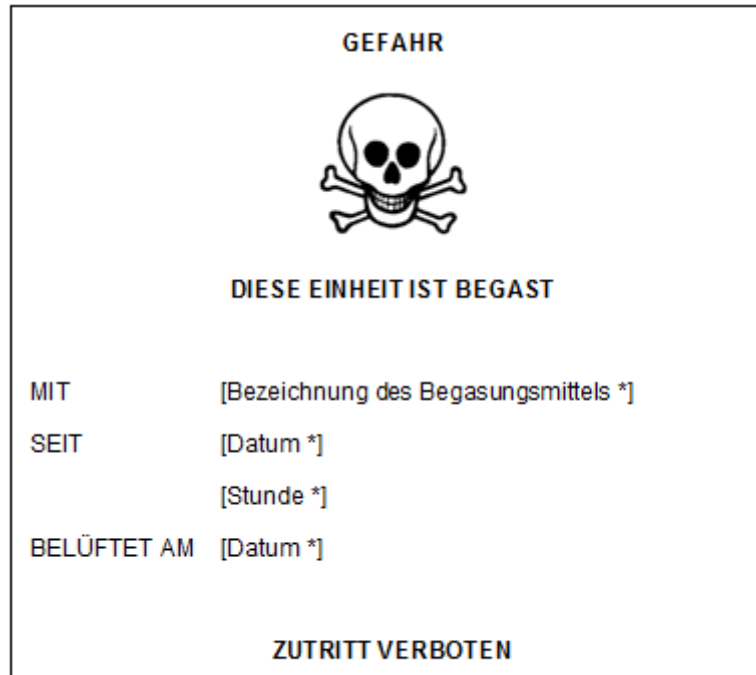 GEFAHR
DIESE EINHEIT IST BEGAST
MIT [Bezeichnung des Begasungsmittels *]
SEIT [Datum *]
[Stunde *]
BELÜFTET AM [Datum *]
ZUTRITT VERBOTEN